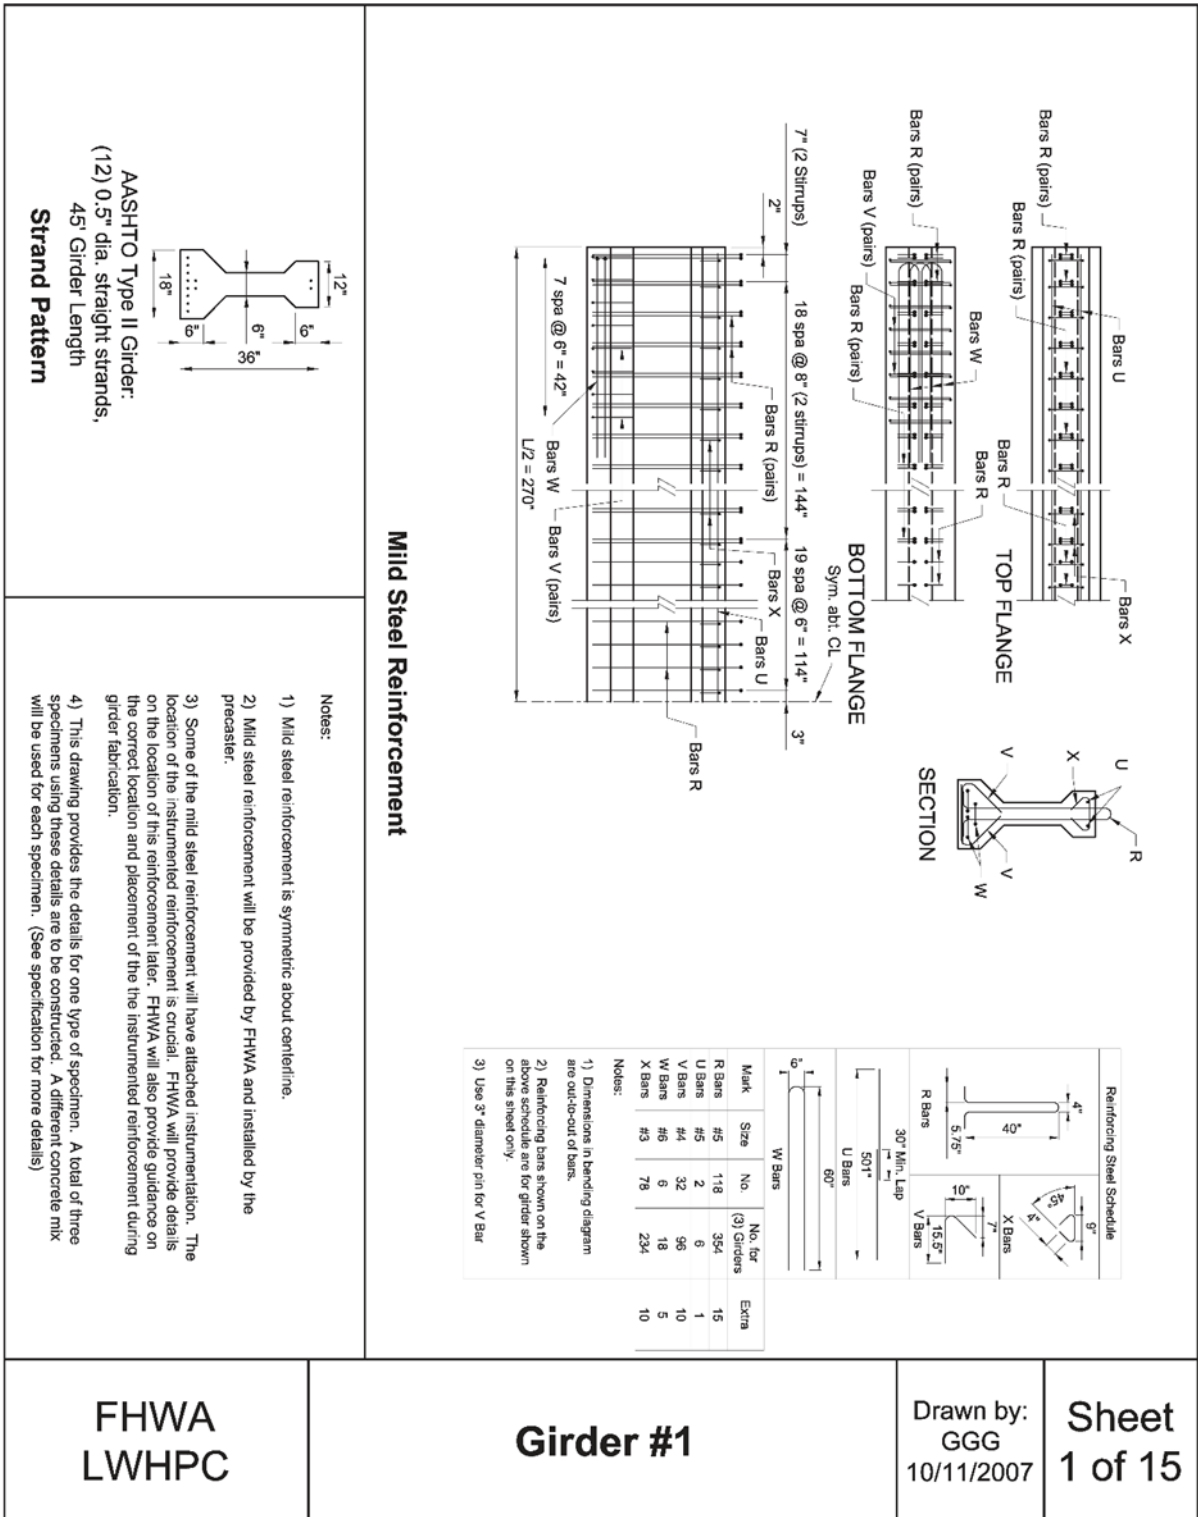 Bars R (pairs)
Bars R (pairs)
Bars U
Bars R
Bars X
TOP FLANGE
Bars R (pairs)
Bars V (pairs)
Bars R (pairs)
Bars W
Bars R
BOTTOM FLANGE
Sym. abt. CL
7" (2 Stirrups)
18 spa @ 8" (2 stirrups) = 144"
19 spa @ 6" = 114"
3"
2"
Bars R (pairs)
Bars X
Bars U
Bars R
7 spa @ 6" = 42"
Bars W
Bars V (pairs)
L/2 = 270"
Mild Steel Reinforcement
U
X
V
R
V
W
SECTION
Reinforcing Steel Schedule
4"
40"
5.75"
R Bars
9"
45°
4"
X Bars
10"
7"
15.5"
V Bars
30" Min. Lap
501"
U Bars
6"
60"
W Bars
Mark Size No. No. for (3) Girders Extra
R Bars #5 118 354 15
U Bars #5 2 6 1
V Bars #4 32 96 10
W Bars #6 6 18 5
X Bars #3 78 234 10
Notes:
1) Dimensions in bending diagram
are out-to-out of bars.
2) Reinforcing bars shown on the
above schedule are for girder shown
on this sheet only.
3) Use 3" diameter pin for V Bar
12"
6"
6"
6"
36"
18"
AASHTO Type II Girder:
(12) 0.5" dia. straight strands,
45' Girder Length
Strand Pattern
Notes:
1) Mild steel reinforcement is symmetric about centerline.
2) Mild steel reinforcement will be provided by FHWA and installed by the
precaster.
3) Some of the mild steel reinforcement will have attached instrumentation. The
location of the instrumented reinforcement is crucial. FHWA will provide details
on the location of this reinforcement later. FHWA will also provide guidance on
the correct location and placement of the the instrumented reinforcement during
girder fabrication.
4) This drawing provides the details for one type of specimen. A total of three
specimens using these details are to be constructed. A different concrete mix
will be used for each specimen. (See specification for more details)
FHWA
LWHPC
Girder #1
Drawn by:
GGG
10/11/2007
Sheet
1 of 15